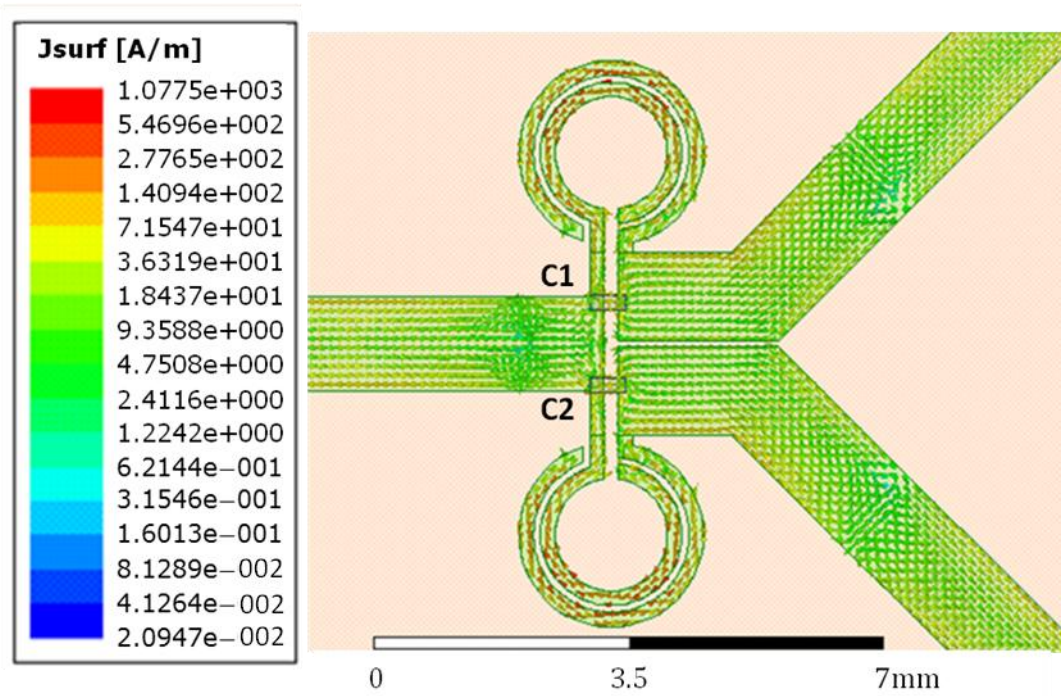 Jsurf [A/m]
1.0775e+003
5.4696e+002
2.7765e+002
1.4094e+002
7.1547e+001
3.6319e+001
1.8437e+001
9.3588e+000
4.7508e+000
2.4116e+000
1.2242e+000
6.2144e−001
3.1546e−001
1.6013e−001
8.1289e−002
4.1264e−002
2.0947e−002
C1
C2
0 3.5 7mm